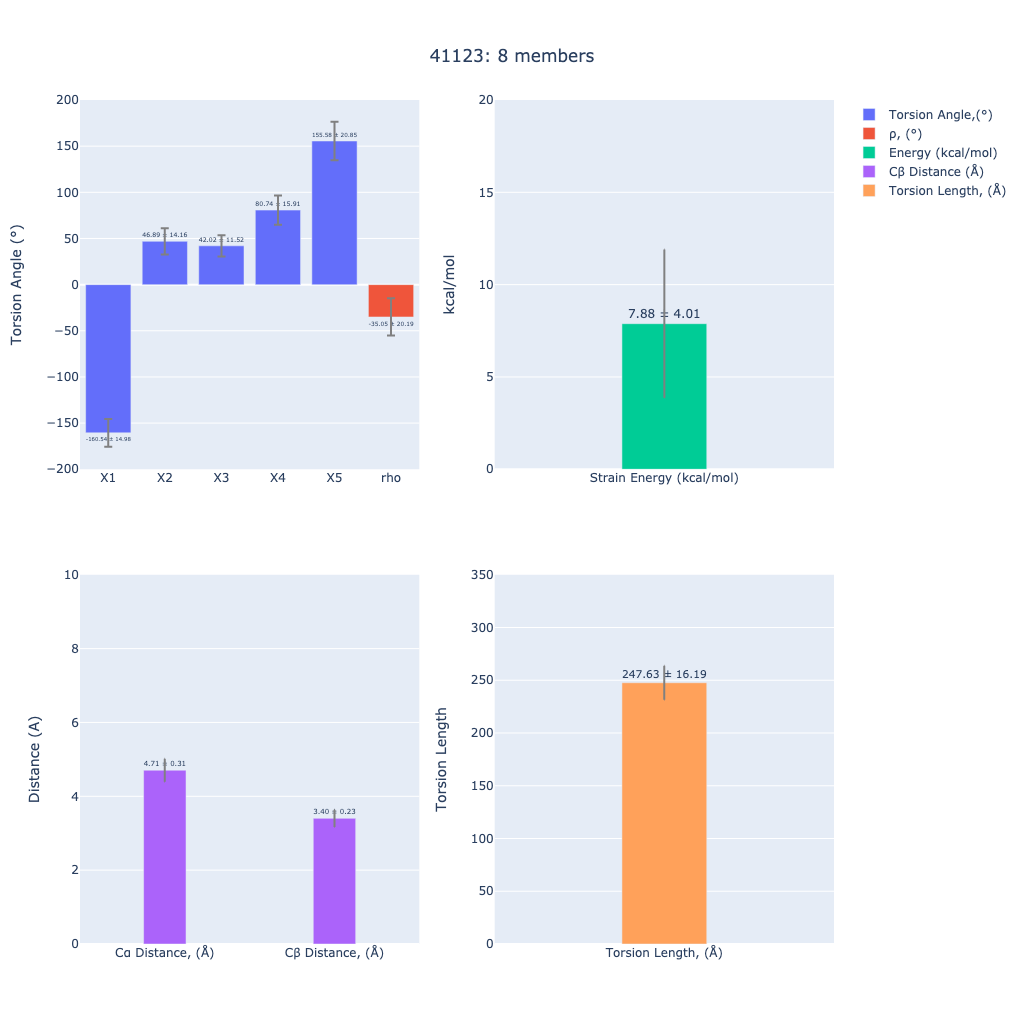 41123: 8 members
Torsion Angle (°)
200
150
100
50
0
−50
−100
−150
−200
-160.54 ± 14.98
46.89 ± 14.16
42.02 ± 11.52
80.74 ± 15.91
155.58 ± 20.85
-35.05 ± 20.19
X1 X2 X3 X4 X5 rho
kcal/mol
20
15
10
5
0
7.88 ± 4.01
Strain Energy (kcal/mol)
Torsion Angle,(°)
ρ, (°)
Energy (kcal/mol)
Cβ Distance (Å)
Torsion Length, (Å)
Distance (A)
10
8
6
4
2
0
4.71 ± 0.31
3.40 ± 0.23
Cα Distance, (Å) Cβ Distance, (Å)
Torsion Length
350
300
250
200
150
100
50
0
247.63 ± 16.19
Torsion Length, (Å)